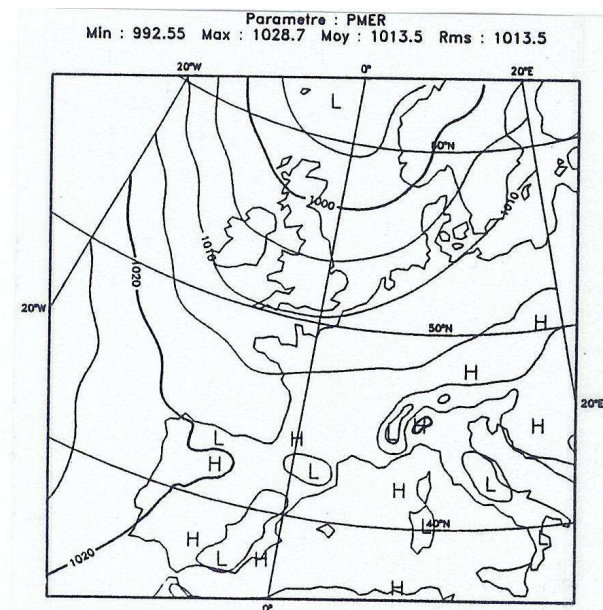 Parametre : PMER
Min : 992.55 Max : 1028.7 Moy : 1013.5 Rms : 1013.5
20°W 0° 20°E
L
60°N
1000
1010
1010
1020
20°W
50°N
H
H
20°E
L H L H H
H L L
H
40°N
L
H L H
1020
H
0°